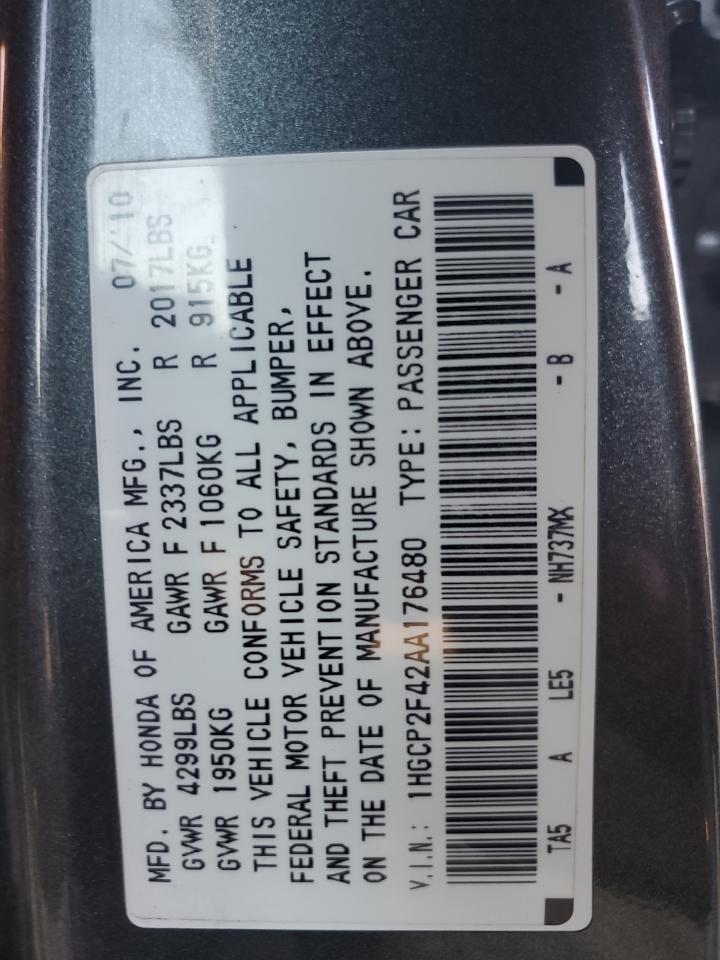 MFD. BY HONDA OF AMERICA MFG., INC. 07/'10
GVWR 4299LBS GAWR F 2337LBS R 2017LBS
GVWR 1950KG GAWR F 1060KG R 915KG
THIS VEHICLE CONFORMS TO ALL APPLICABLE
FEDERAL MOTOR VEHICLE SAFETY, BUMPER,
AND THEFT PREVENTION STANDARDS IN EFFECT
ON THE DATE OF MANUFACTURE SHOWN ABOVE.
V.I.N.: 1HGCP2F42AA176480 TYPE: PASSENGER CAR
TA5 A LE5 - NH737MX - B - A